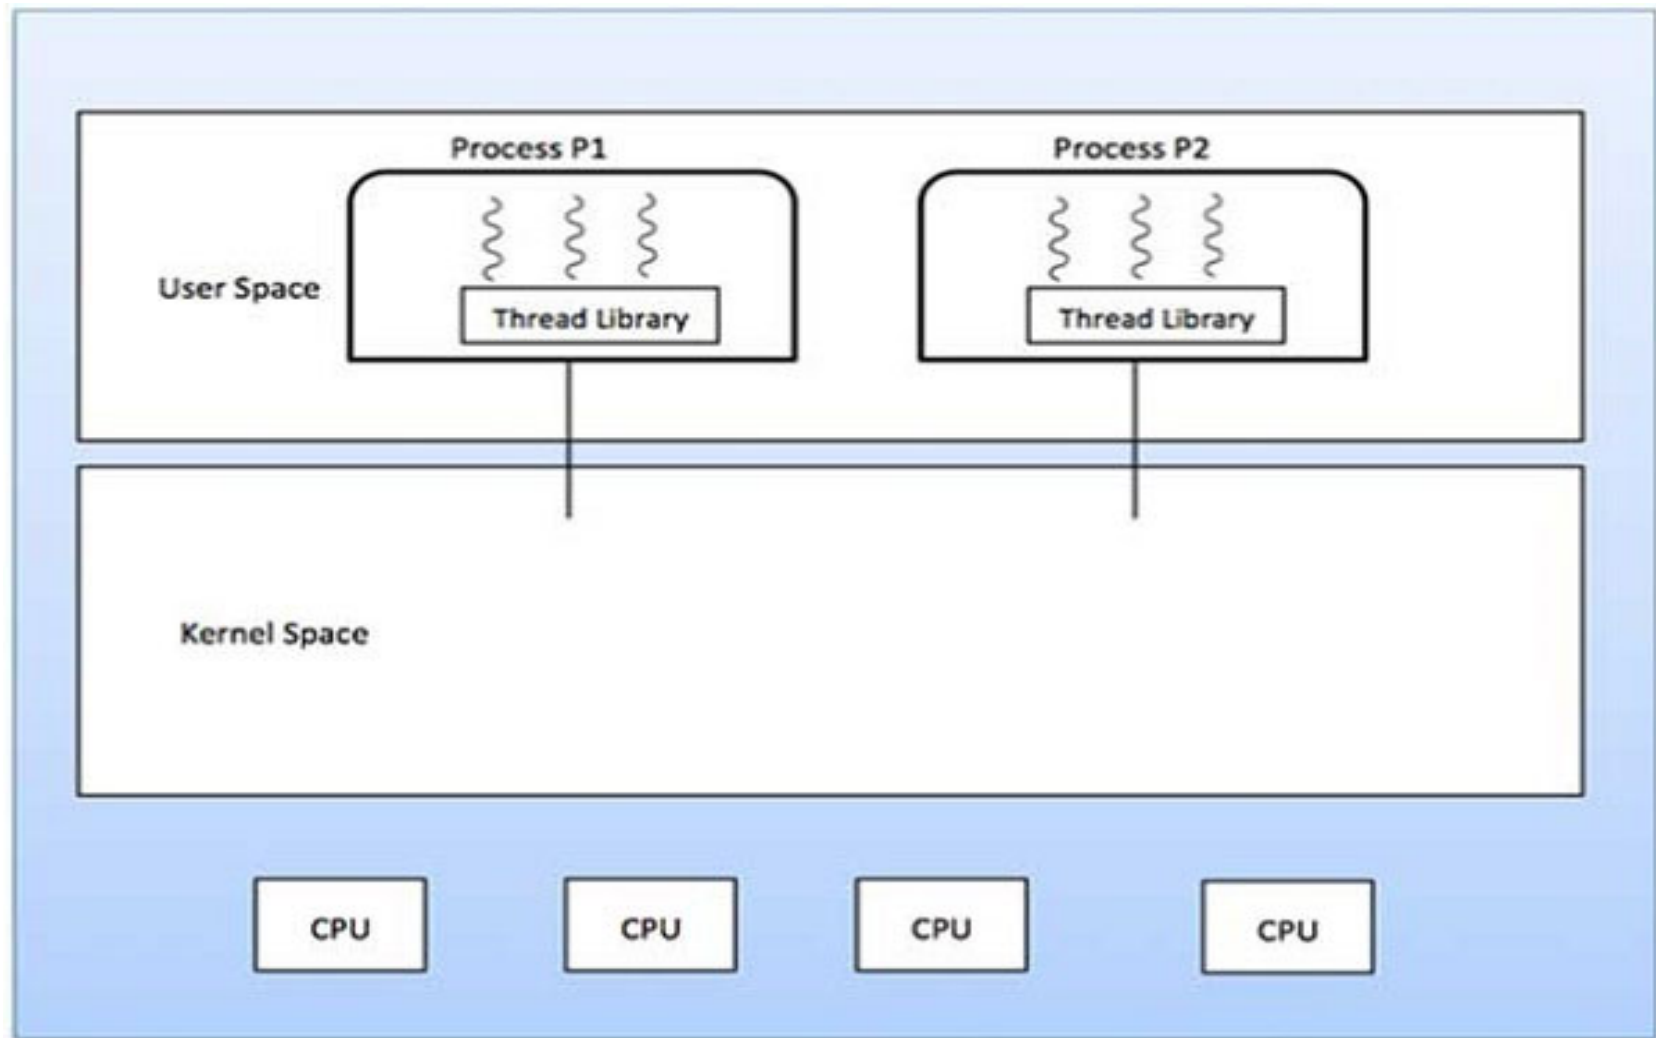 Process P1
Process P2
User Space
Thread Library
Thread Library
Kernel Space
CPU
CPU
CPU
CPU